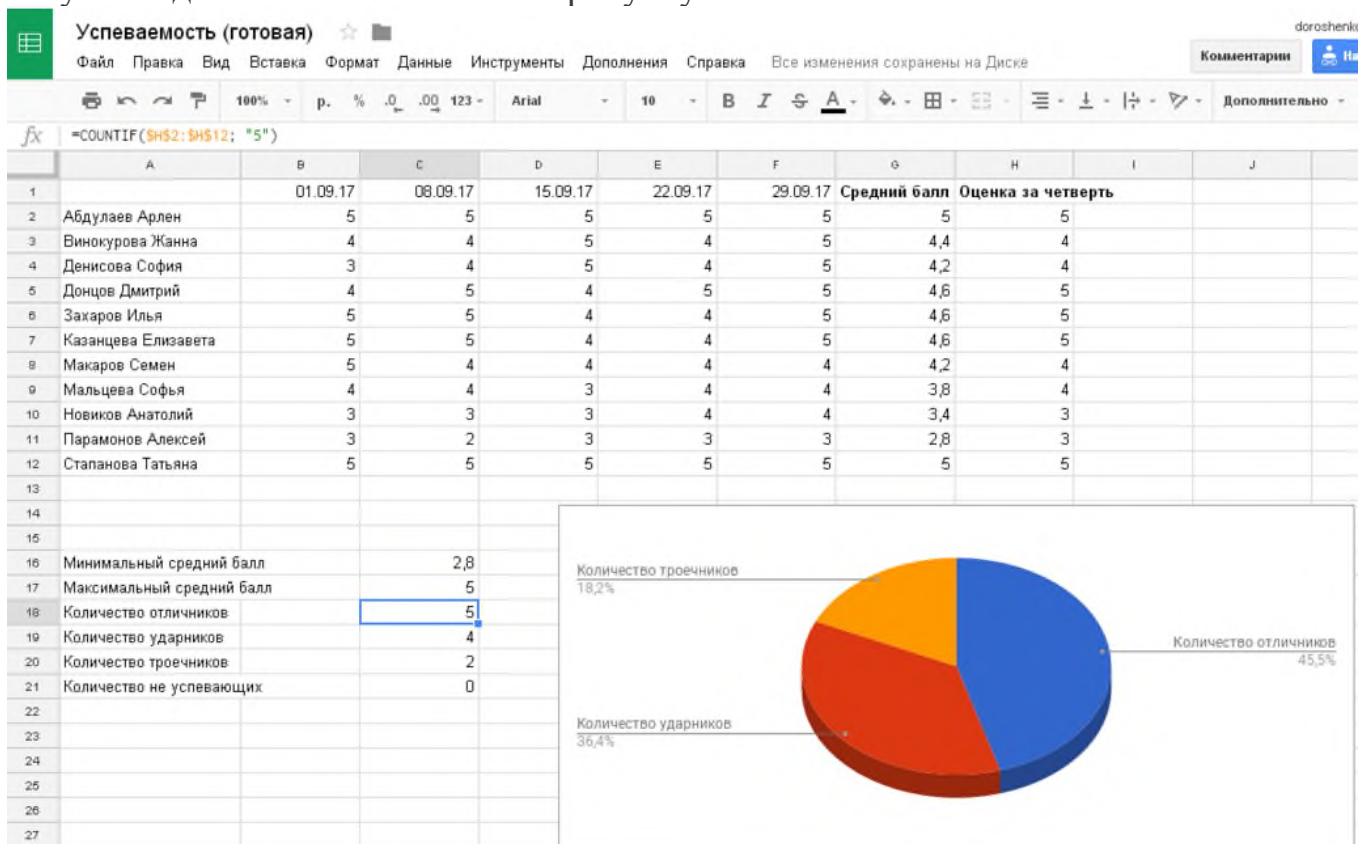 Успеваемость (готовая)
doroshenko
Файл Правка Вид Вставка Формат Данные Инструменты Дополнения Справка Все изменения сохранены на Диске
Комментарии
100% р. % .0 .00 123 Arial 10 B I S A Дополнительно
fx =COUNTIF($H$2:$H$12; "5")
A B C D E F G H I J
1 01.09.17 08.09.17 15.09.17 22.09.17 29.09.17 Средний балл Оценка за четверть
2 Абдулаев Арлен 5 5 5 5 5 5 5
3 Винокурова Жанна 4 4 5 4 5 4,4 4
4 Денисова София 3 4 5 4 5 4,2 4
5 Донцов Дмитрий 4 5 4 5 5 4,6 5
6 Захаров Илья 5 5 4 4 5 4,6 5
7 Казанцева Елизавета 5 5 4 4 5 4,6 5
8 Макаров Семен 5 4 4 4 4 4,2 4
9 Мальцева Софья 4 4 3 4 4 3,8 4
10 Новиков Анатолий 3 3 3 4 4 3,4 3
11 Парамонов Алексей 3 2 3 3 3 2,8 3
12 Стапанова Татьяна 5 5 5 5 5 5 5
13
14
15
16 Минимальный средний балл 2,8
17 Максимальный средний балл 5
18 Количество отличников 5
19 Количество ударников 4
20 Количество троечников 2
21 Количество не успевающих 0
22
23
24
25
26
27
Количество троечников
18,2%
Количество отличников
45,5%
Количество ударников
36,4%